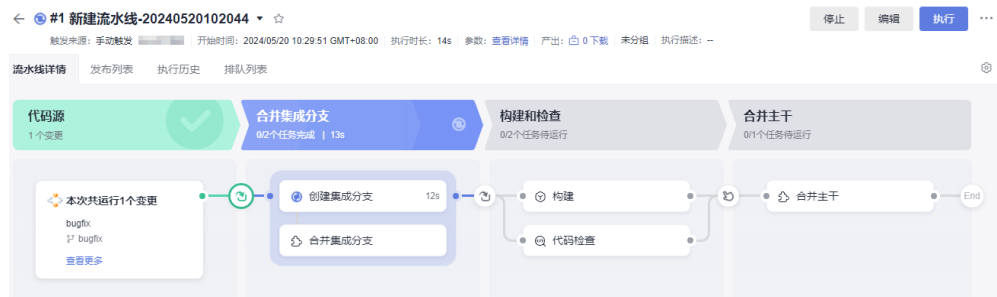 #1 新建流水线-20240520102044
停止 编辑 执行
触发来源：手动触发 开始时间：2024/05/20 10:29:51 GMT+08:00 执行时长：14s 参数：查看详情 产出：0下载 未分组 执行描述：--
流水线详情 发布列表 执行历史 排队列表
代码源
1个变更
合并集成分支
0/2个任务完成 | 13s
构建和检查
0/2个任务待运行
合并主干
0/1个任务待运行
本次共运行1个变更
bugfix
bugfix
查看更多
创建集成分支 12s
合并集成分支
构建
代码检查
合并主干
End